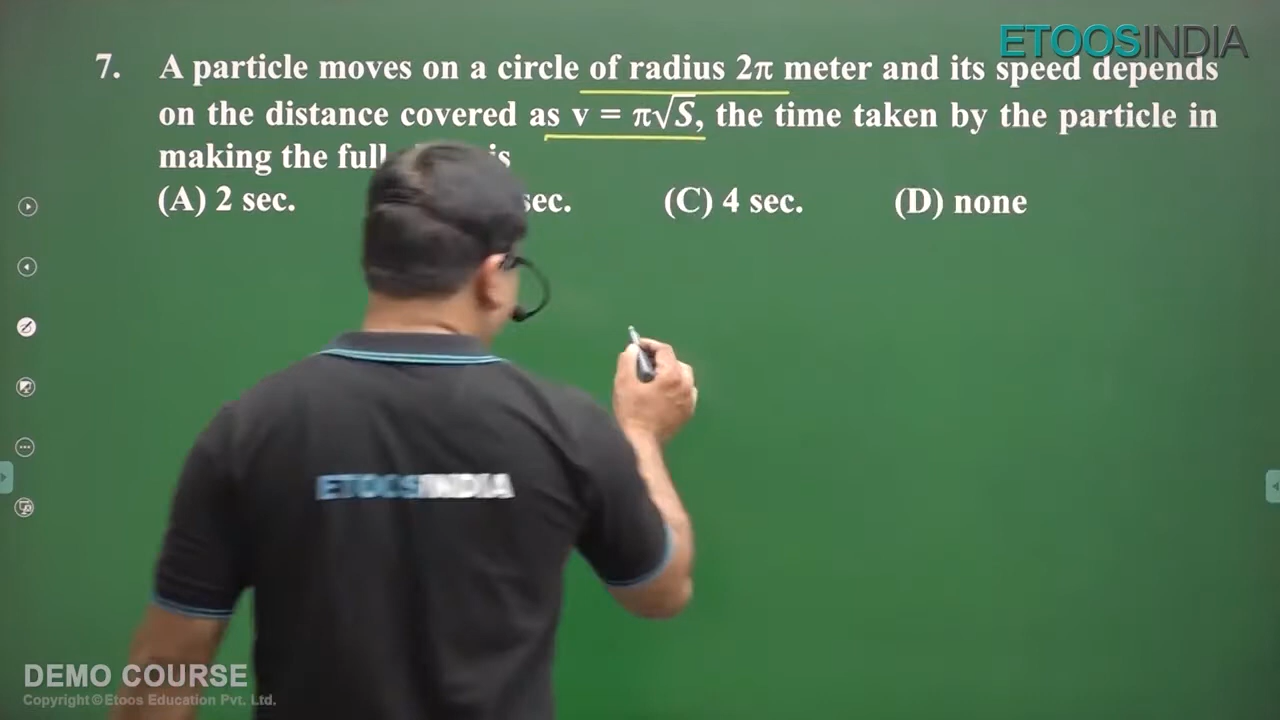 ETOOSINDIA
7. A particle moves on a circle of radius 2π meter and its speed depends
on the distance covered as v = π√S, the time taken by the particle in
making the full is
(A) 2 sec. sec. (C) 4 sec. (D) none
ETOOSINDIA
DEMO COURSE
Copyright © Etoos Education Pvt. Ltd.